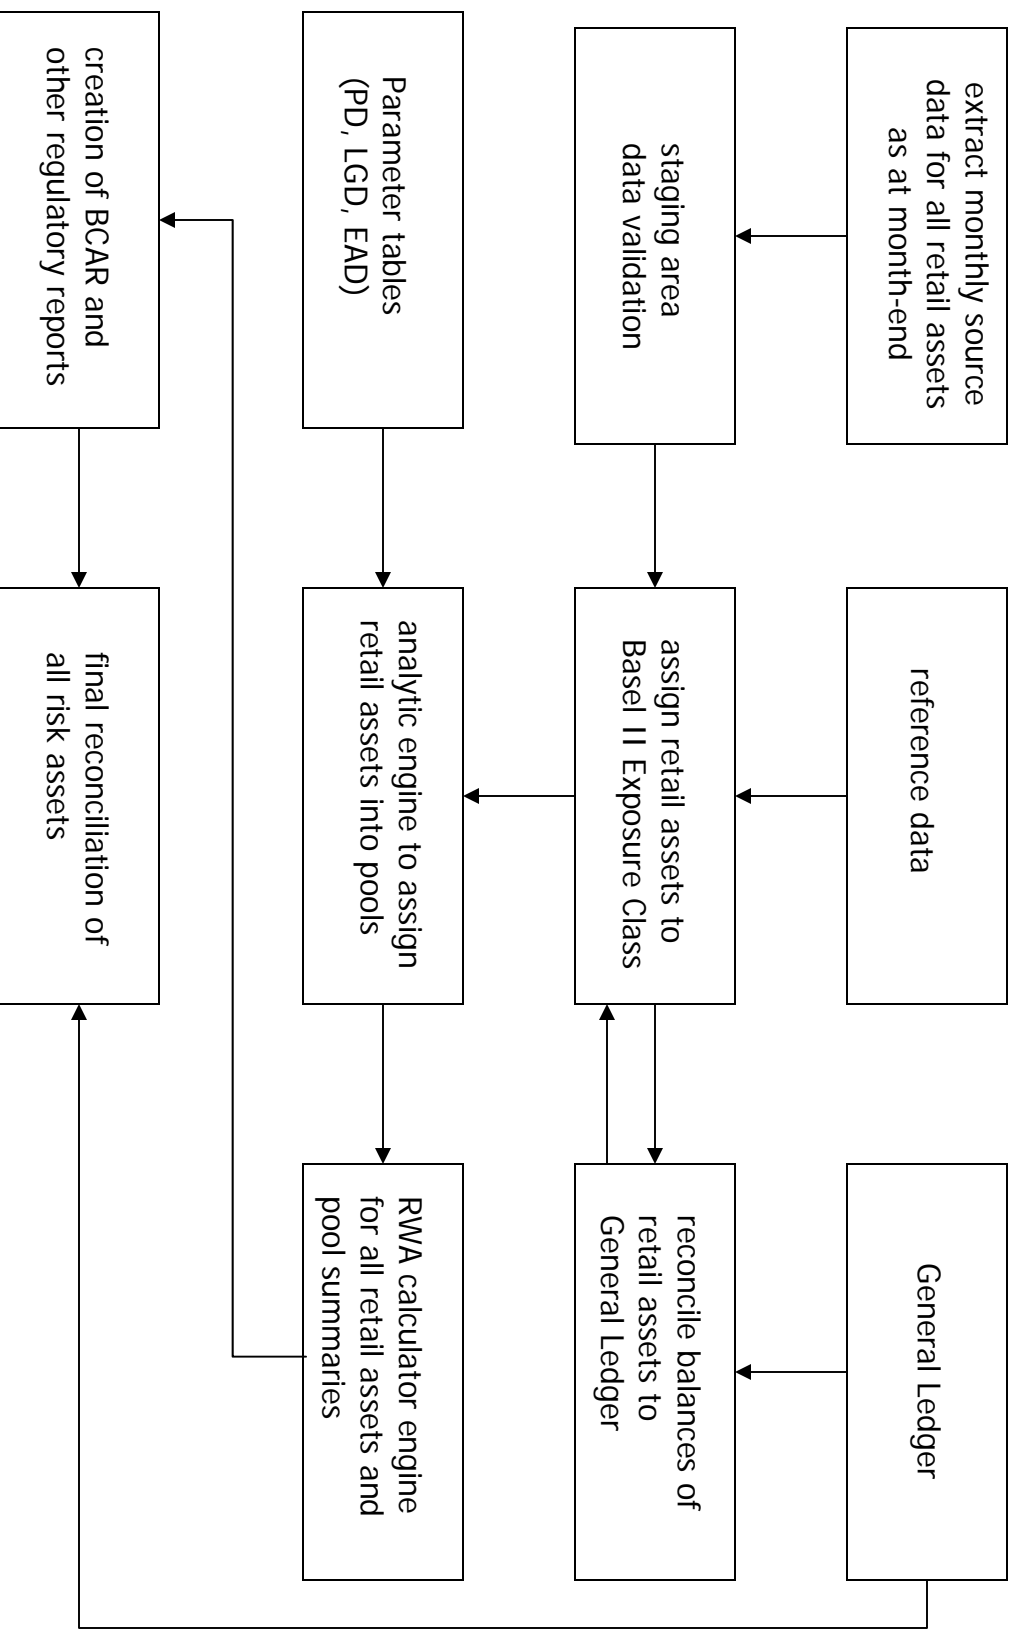 extract monthly source
data for all retail assets
as at month-end
reference data
General Ledger
staging area
data validation
assign retail assets to
Basel II Exposure Class
reconcile balances of
retail assets to
General Ledger
Parameter tables
(PD, LGD, EAD)
analytic engine to assign
retail assets into pools
RWA calculator engine
for all retail assets and
pool summaries
creation of BCAR and
other regulatory reports
final reconciliation of
all risk assets